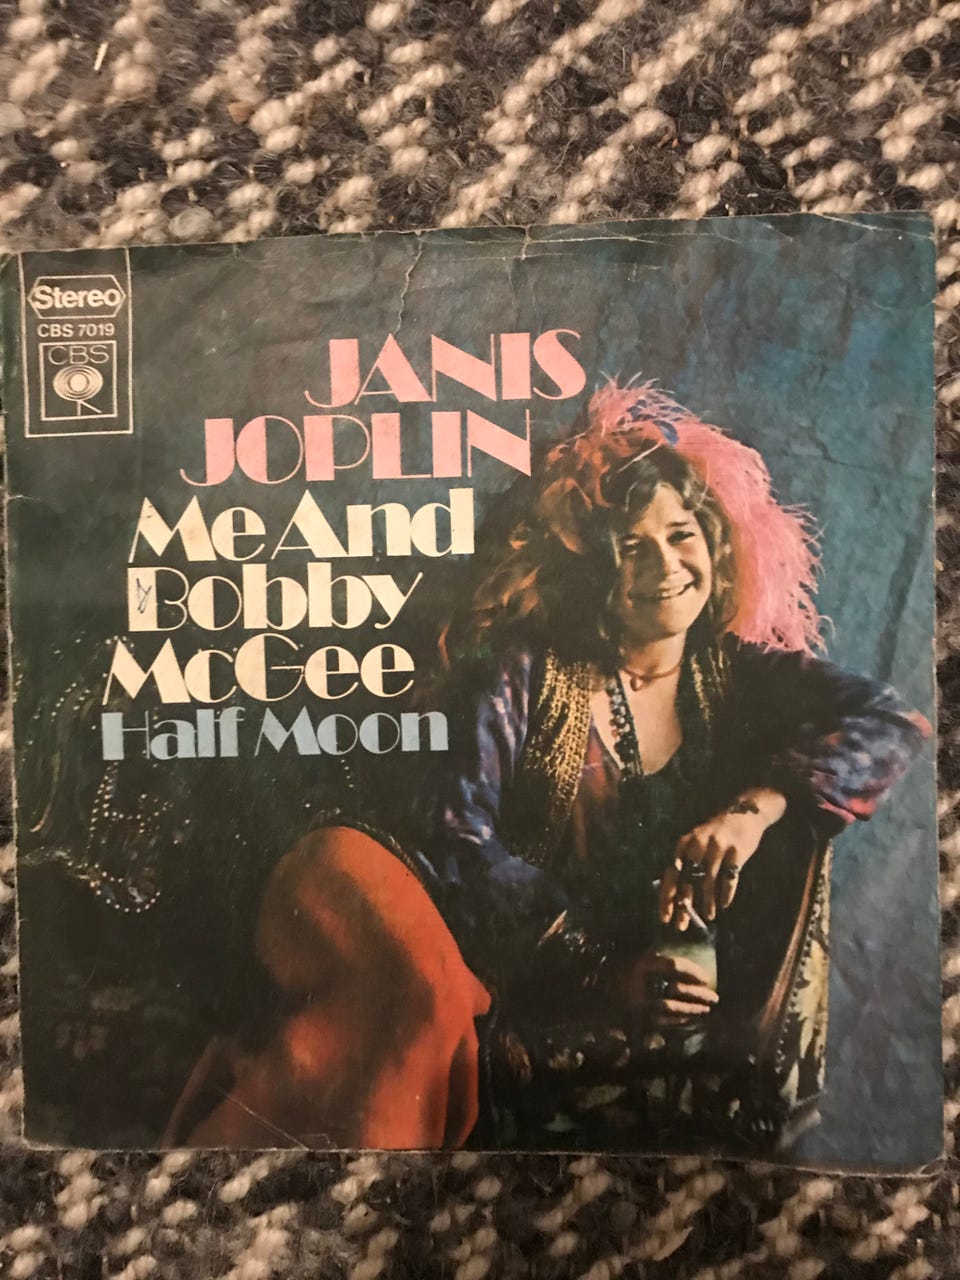 Stereo
CBS 7019
CBS
JANIS
JOPLIN
Me And
Bobby
McGee
Half Moon